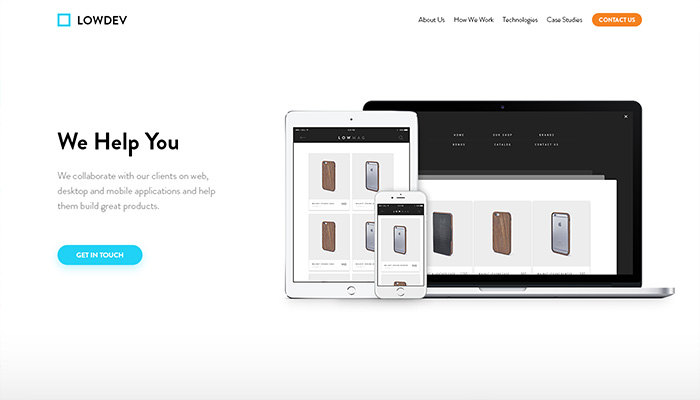 LOWDEV
About Us How We Work Technologies Case Studies CONTACT US
We Help You
We collaborate with our clients on web,
desktop and mobile applications and help
them build great products.
GET IN TOUCH
LOWMAG
HOME OUR SHOP BRANDS
CATALOG CONTACT US